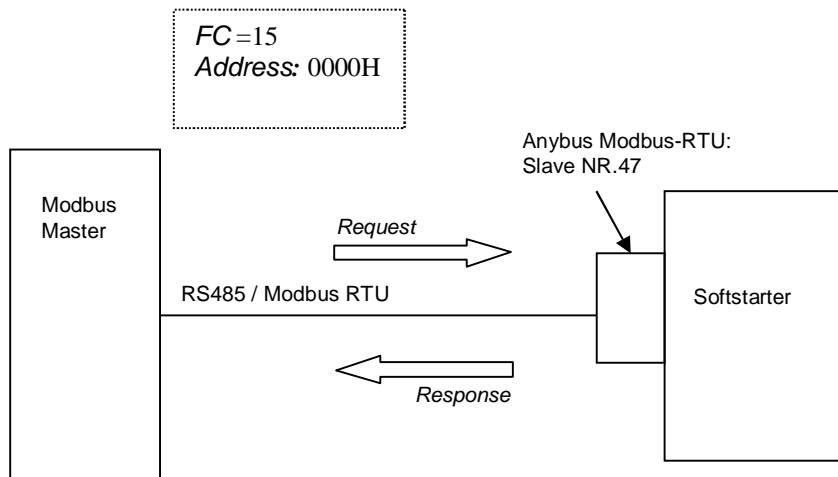 FC=15
Address: 0000H
Anybus Modbus-RTU:
Slave NR.47
Modbus
Master
Request
RS485 / Modbus RTU
Softstarter
Response